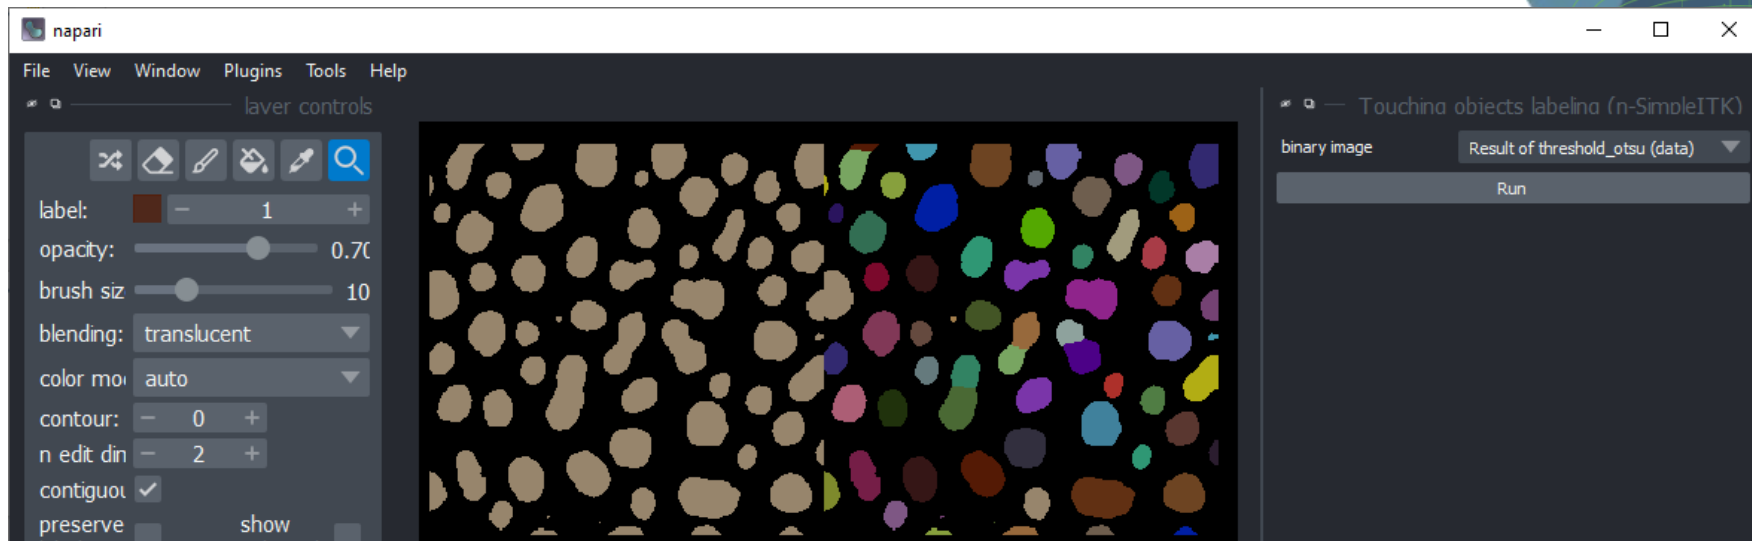 napari
File View Window Plugins Tools Help
layer controls
label: 1
opacity: 0.70
brush siz 10
blending: translucent
color mo auto
contour: 0
n edit din 2
contiguou
preserve show
Touching objects labeling (n-SimpleITK)
binary image Result of threshold_otsu (data)
Run